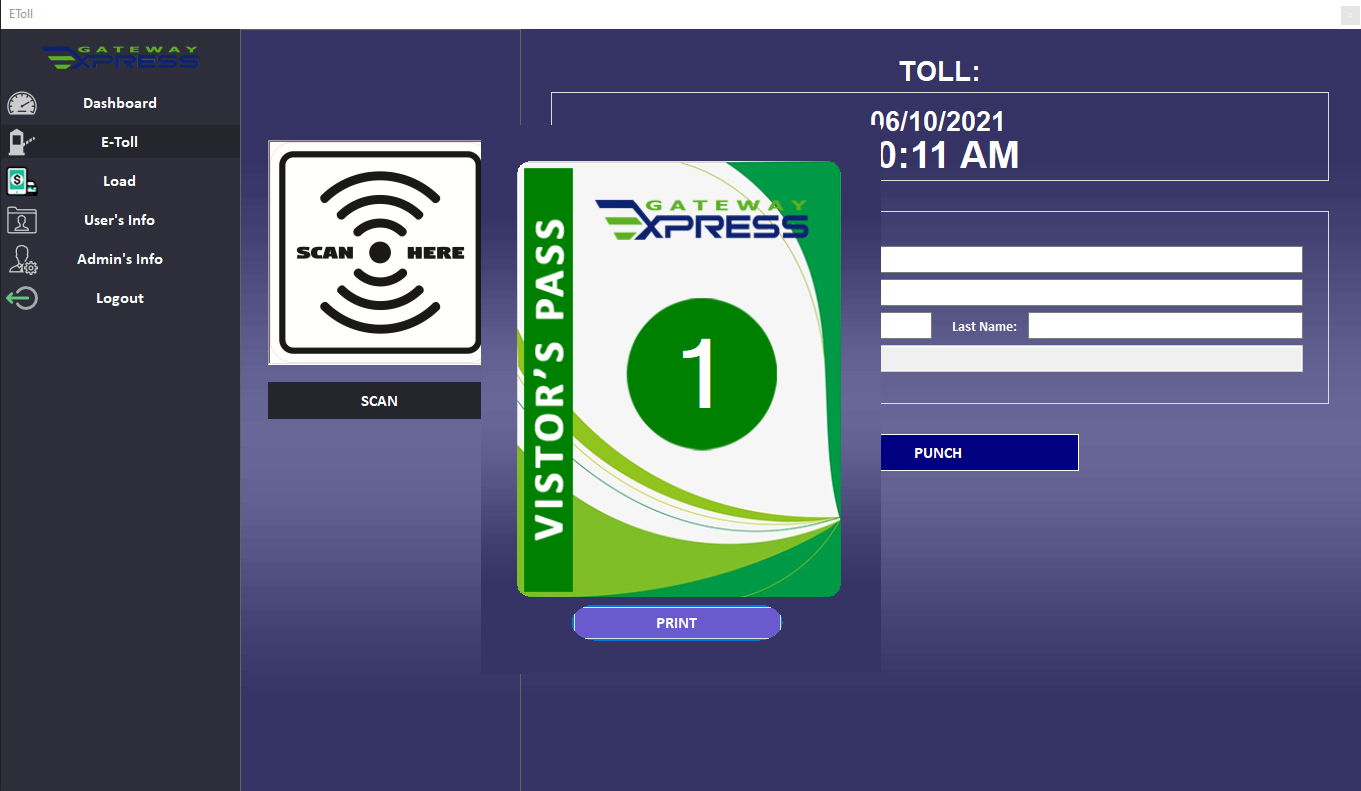 EToll
GATEWAY
XPRESS
Dashboard
E-Toll
Load
User's Info
Admin's Info
Logout
SCAN HERE
SCAN
TOLL:
06/10/2021
0:11 AM
Last Name:
PUNCH
VISTOR'S PASS
GATEWAY
XPRESS
1
PRINT